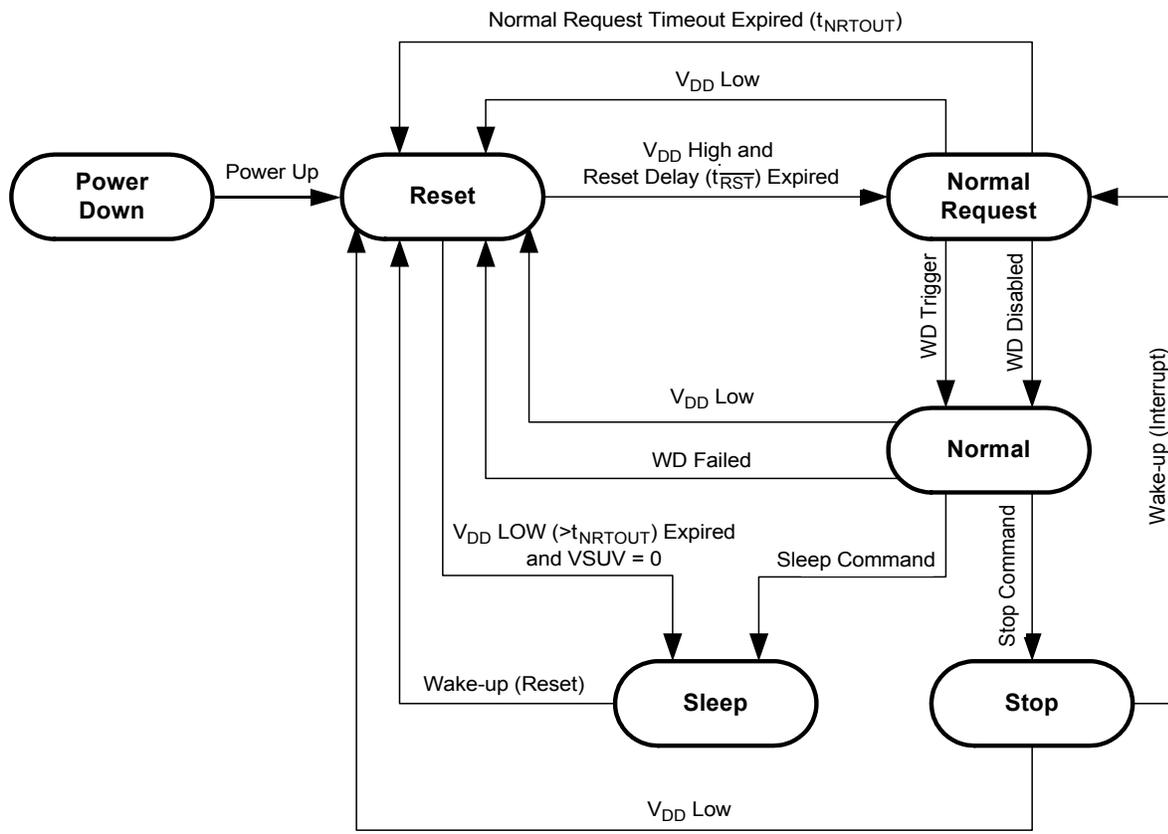 Normal Request Timeout Expired (tNRTOUT)
VDD Low
Power Up
VDD High and
Reset Delay (tRST) Expired
Power
Down
Reset
Normal
Request
WD Trigger
WD Disabled
Wake-up (Interrupt)
VDD Low
Normal
WD Failed
VDD LOW (>tNRTOUT) Expired
and VSUV = 0
Sleep Command
Stop Command
Wake-up (Reset)
Sleep
Stop
VDD Low